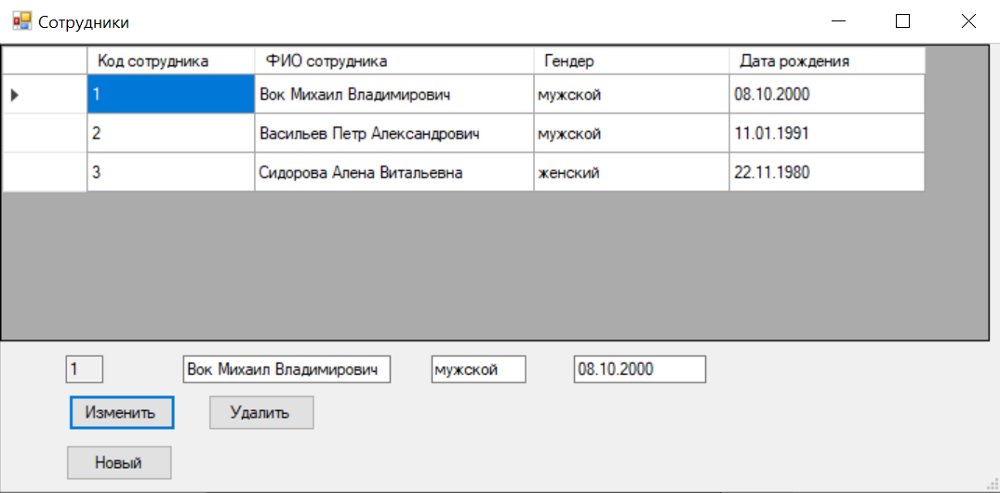 Сотрудники
Код сотрудника ФИО сотрудника Гендер Дата рождения
1 Вок Михаил Владимирович мужской 08.10.2000
2 Васильев Петр Александрович мужской 11.01.1991
3 Сидорова Алена Витальевна женский 22.11.1980
1 Вок Михаил Владимирович мужской 08.10.2000
Изменить Удалить
Новый